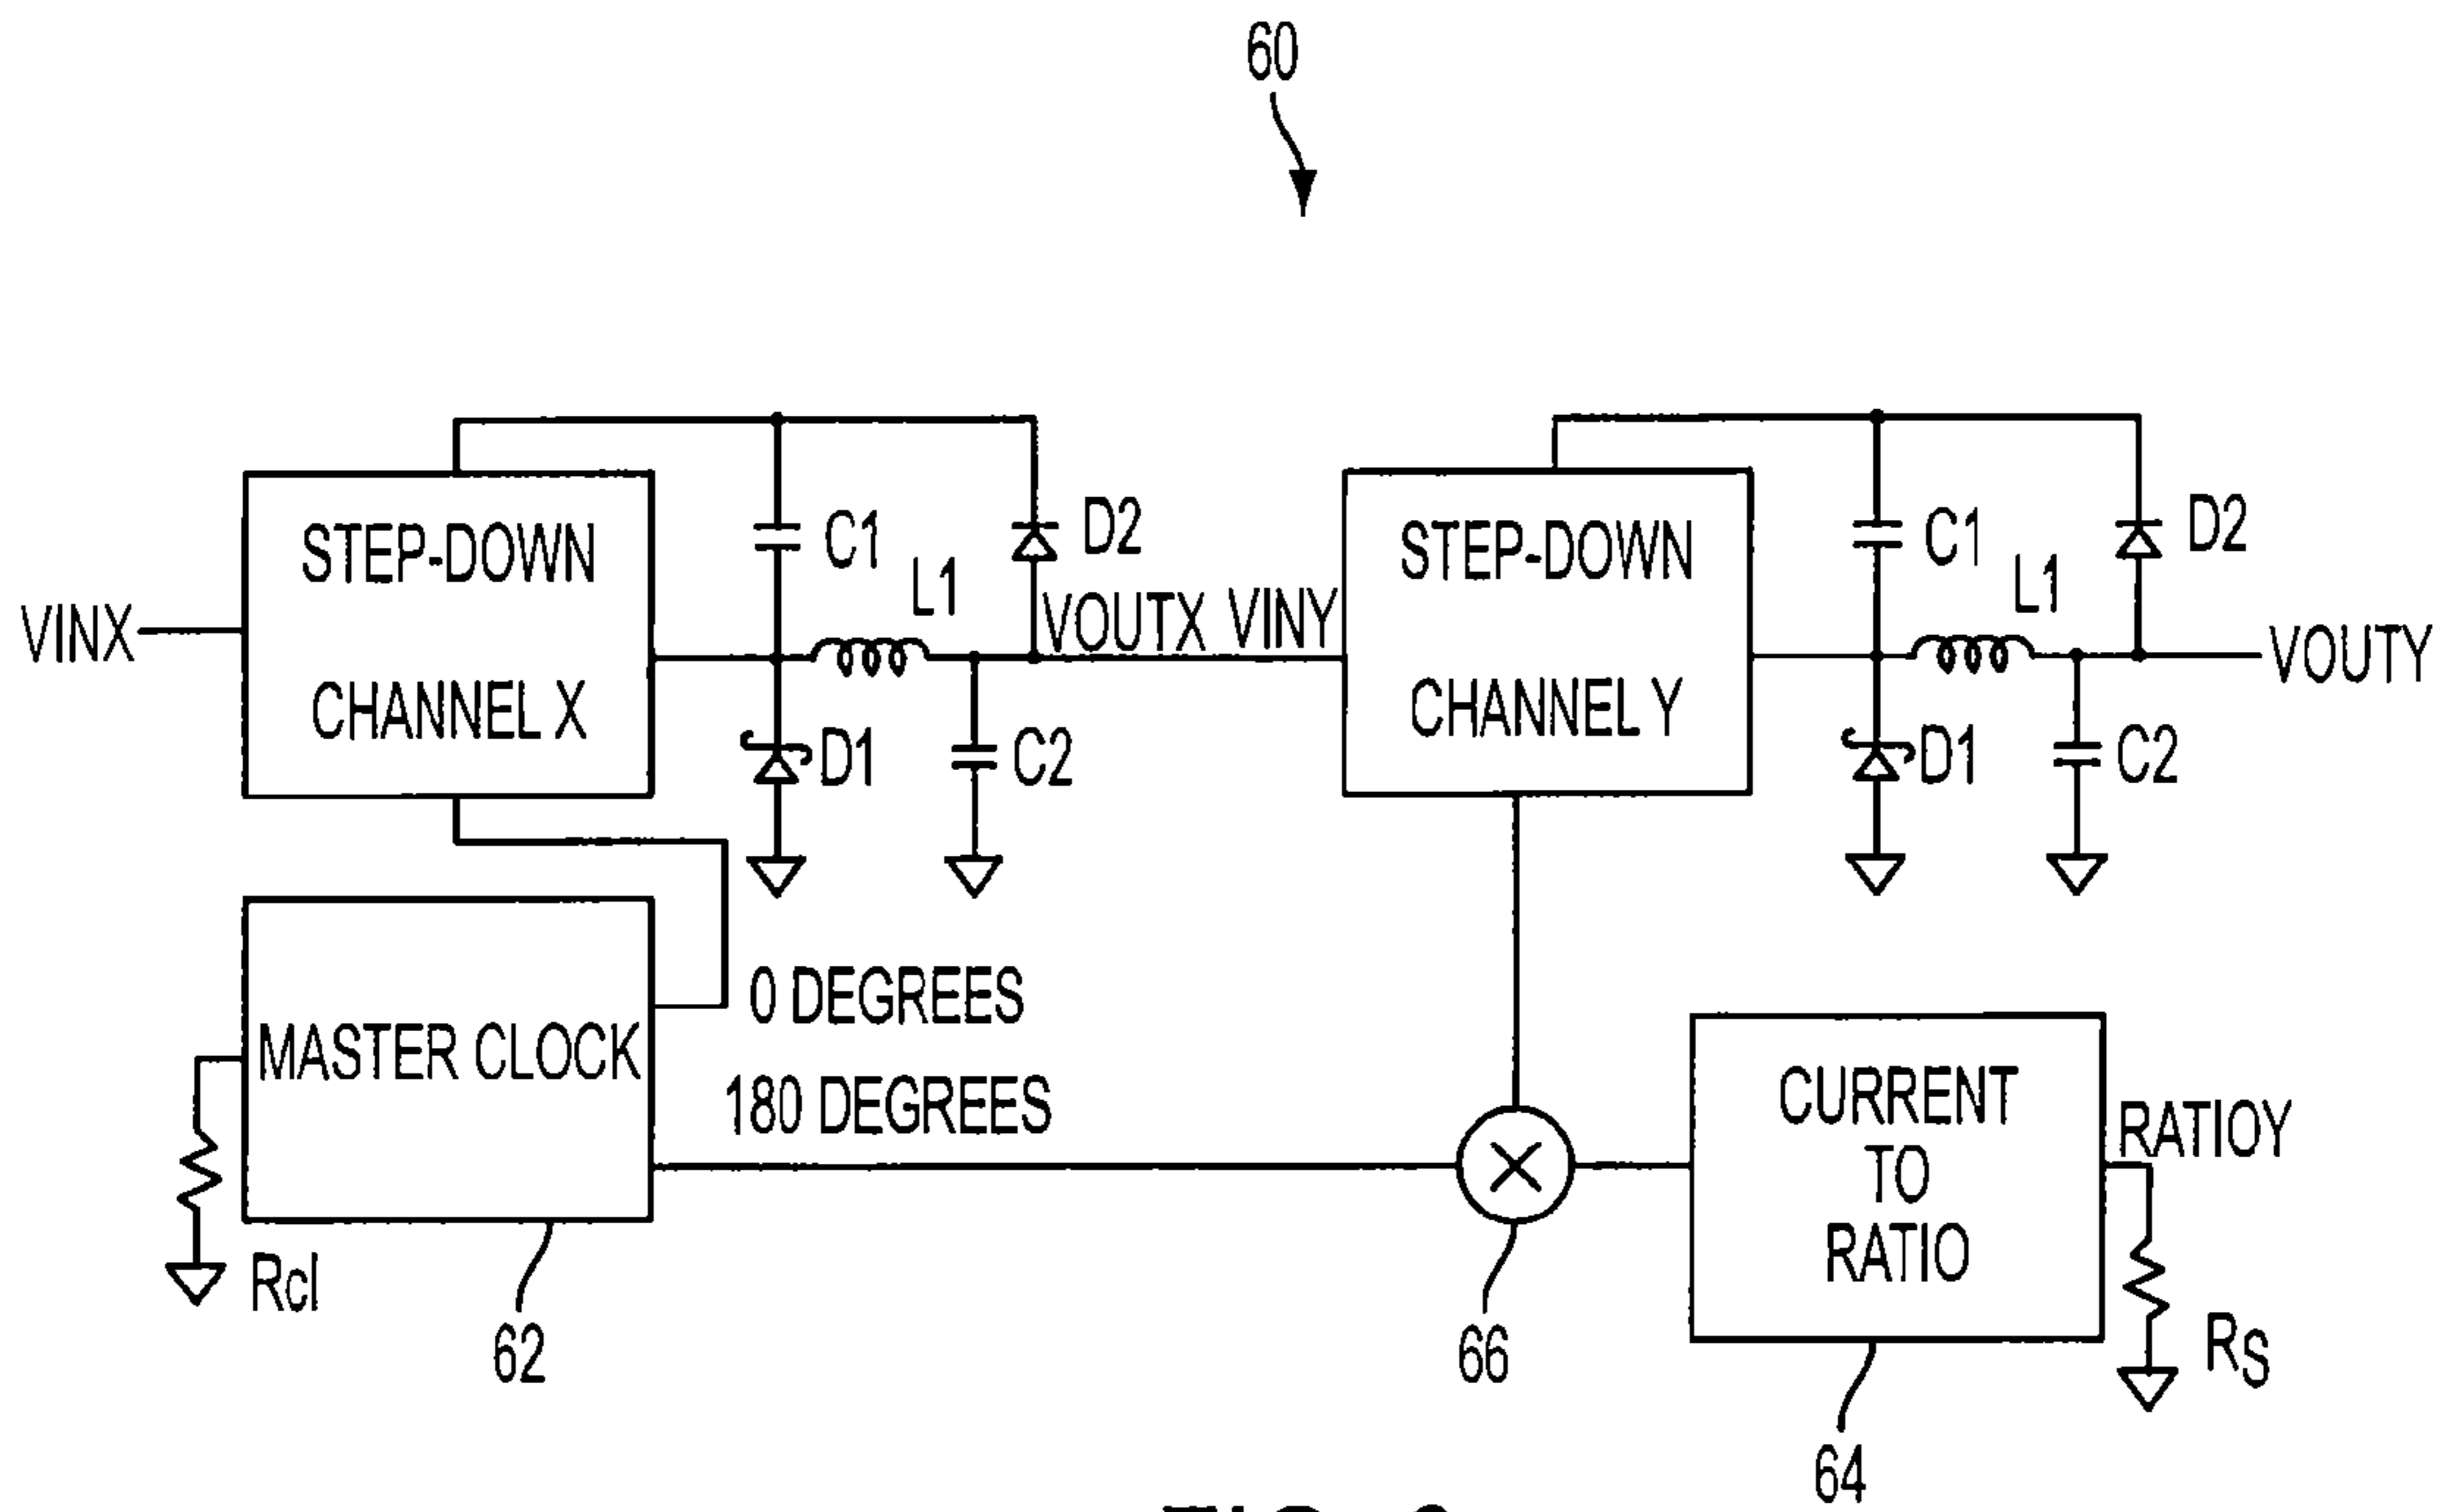 60
STEP-DOWN
CHANNEL X
VINX
C1
L1
D2
VOUTX VINY
D1
C2
STEP-DOWN
CHANNEL Y
C1
L1
D2
VOUTY
D1
C2
MASTER CLOCK
0 DEGREES
180 DEGREES
Rcl
62
66
CURRENT
TO
RATIO
RATIOY
RS
64